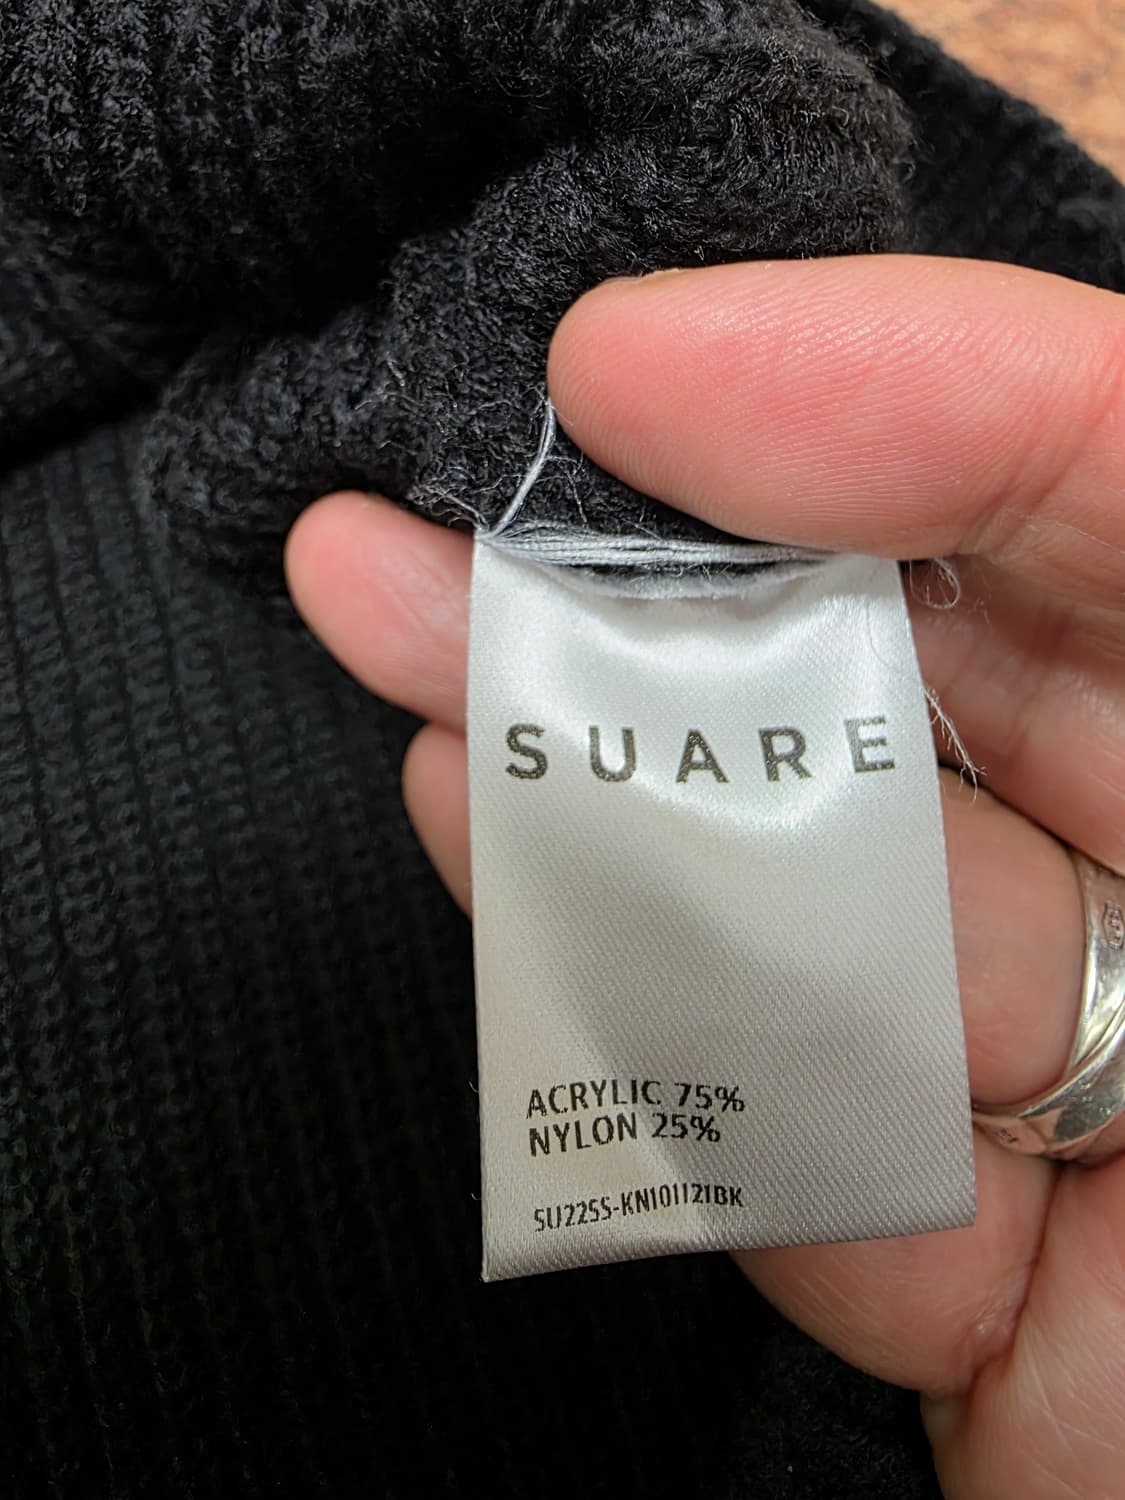 SUARE
ACRYLIC 75%
NYLON 25%
SU22SS-KN101121BK